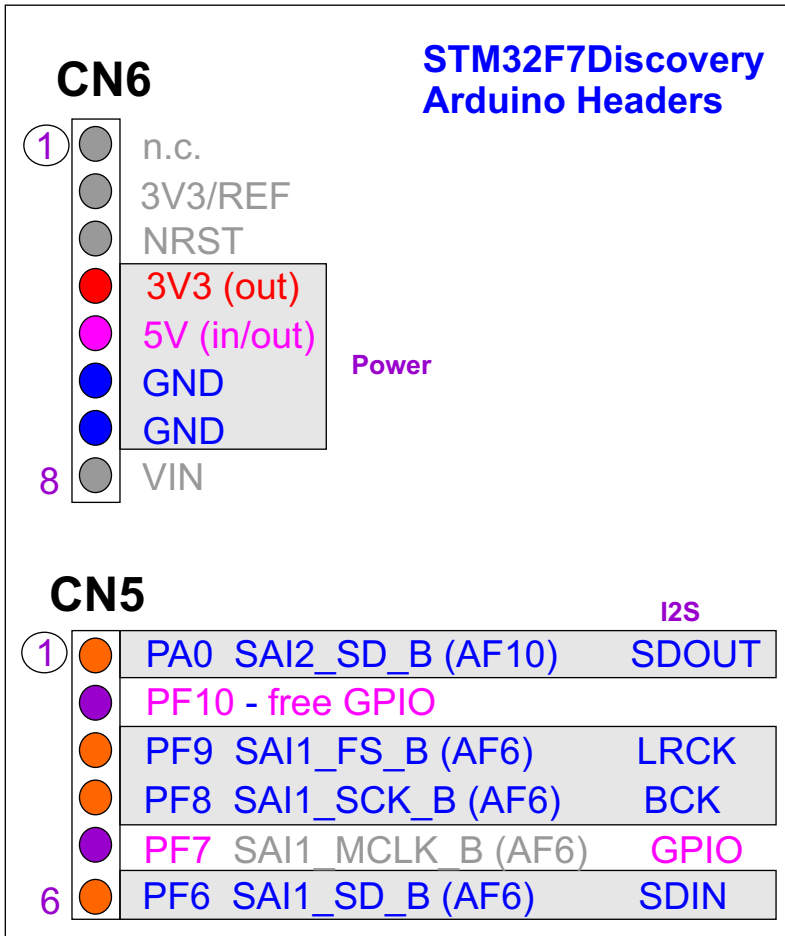 STM32F7Discovery
Arduino Headers
CN6
1 n.c.
3V3/REF
NRST
3V3 (out)
5V (in/out)
Power
GND
GND
8 VIN
CN5
I2S
1 PA0 SAI2_SD_B (AF10) SDOUT
PF10 - free GPIO
PF9 SAI1_FS_B (AF6) LRCK
PF8 SAI1_SCK_B (AF6) BCK
PF7 SAI1_MCLK_B (AF6) GPIO
6 PF6 SAI1_SD_B (AF6) SDIN